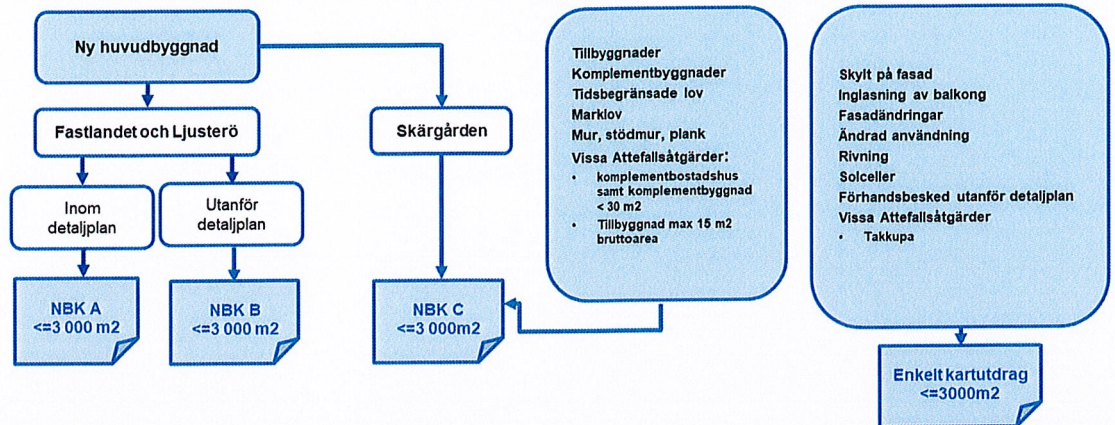 Ny huvudbyggnad
Fastlandet och Ljusterö
Skärgården
Inom
detaljplan
Utanför
detaljplan
NBK A
<=3 000 m2
NBK B
<=3 000 m2
NBK C
<=3 000m2
Tillbyggnader
Komplementbyggnader
Tidsbegränsade lov
Marklov
Mur, stödmur, plank
Vissa Attefallsåtgärder:
• komplementbostadshus
samt komplementbyggnad
< 30 m2
• Tillbyggnad max 15 m2
bruttoarea
Skylt på fasad
Inglasning av balkong
Fasadändringar
Ändrad användning
Rivning
Solceller
Förhandsbesked utanför detaljplan
Vissa Attefallsåtgärder
• Takkupa
Enkelt kartutdrag
<=3000m2